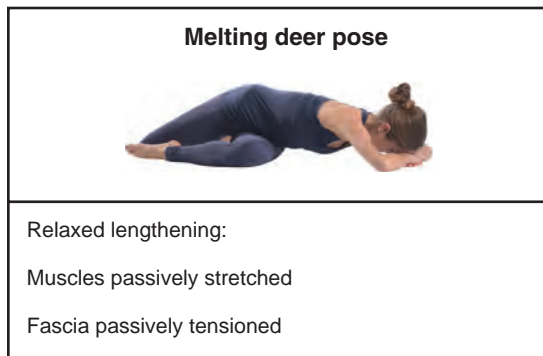 Melting deer pose
Relaxed lengthening:
Muscles passively stretched
Fascia passively tensioned